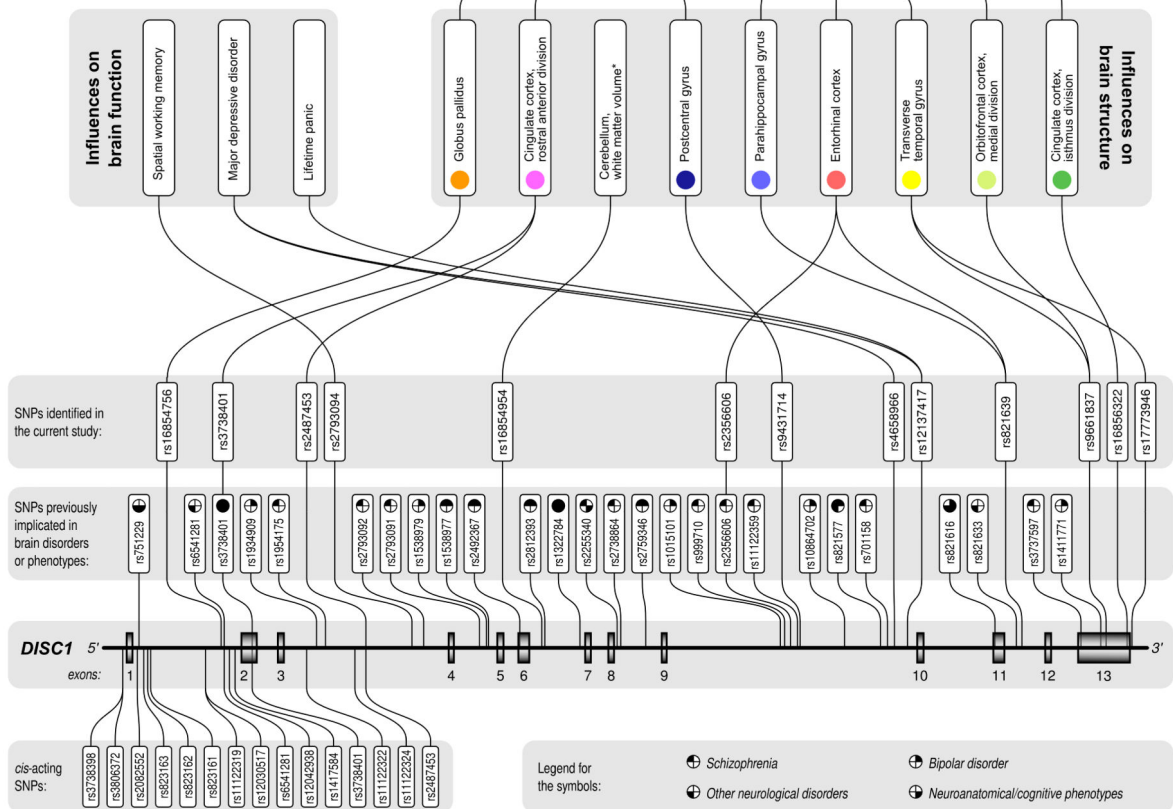 Influences on
brain function
Spatial working memory
Major depressive disorder
Lifetime panic
Globus pallidus
Cingulate cortex,
rostral anterior division
Cerebellum,
white matter volume*
Postcentral gyrus
Parahippocampal gyrus
Entorhinal cortex
Transverse
temporal gyrus
Orbitofrontal cortex,
medial division
Cingulate cortex,
isthmus division
Influences on
brain structure
SNPs identified in
the current study:
rs16854756
rs3738401
rs2487453
rs2793094
rs16854954
rs2356606
rs9431714
rs4658966
rs12137417
rs821639
rs9661837
rs16856322
rs17773946
SNPs previously
implicated in
brain disorders
or phenotypes:
rs751229
rs6541281
rs3738401
rs1934909
rs1954175
rs2793092
rs2793091
rs1538979
rs1538977
rs2492367
rs2812393
rs1322784
rs2255340
rs2738864
rs2759346
rs1015101
rs999710
rs2356606
rs11122359
rs10864702
rs821577
rs701158
rs821616
rs821633
rs3737597
rs1411771
DISC1 5' 3'
exons: 1 2 3 4 5 6 7 8 9 10 11 12 13
cis-acting
SNPs:
rs3738398
rs3806372
rs2082552
rs823163
rs823162
rs823161
rs11122319
rs12030517
rs6541281
rs12042938
rs1417584
rs3738401
rs11122322
rs11122324
rs2487453
Legend for
the symbols:
Schizophrenia
Bipolar disorder
Other neurological disorders
Neuroanatomical/cognitive phenotypes